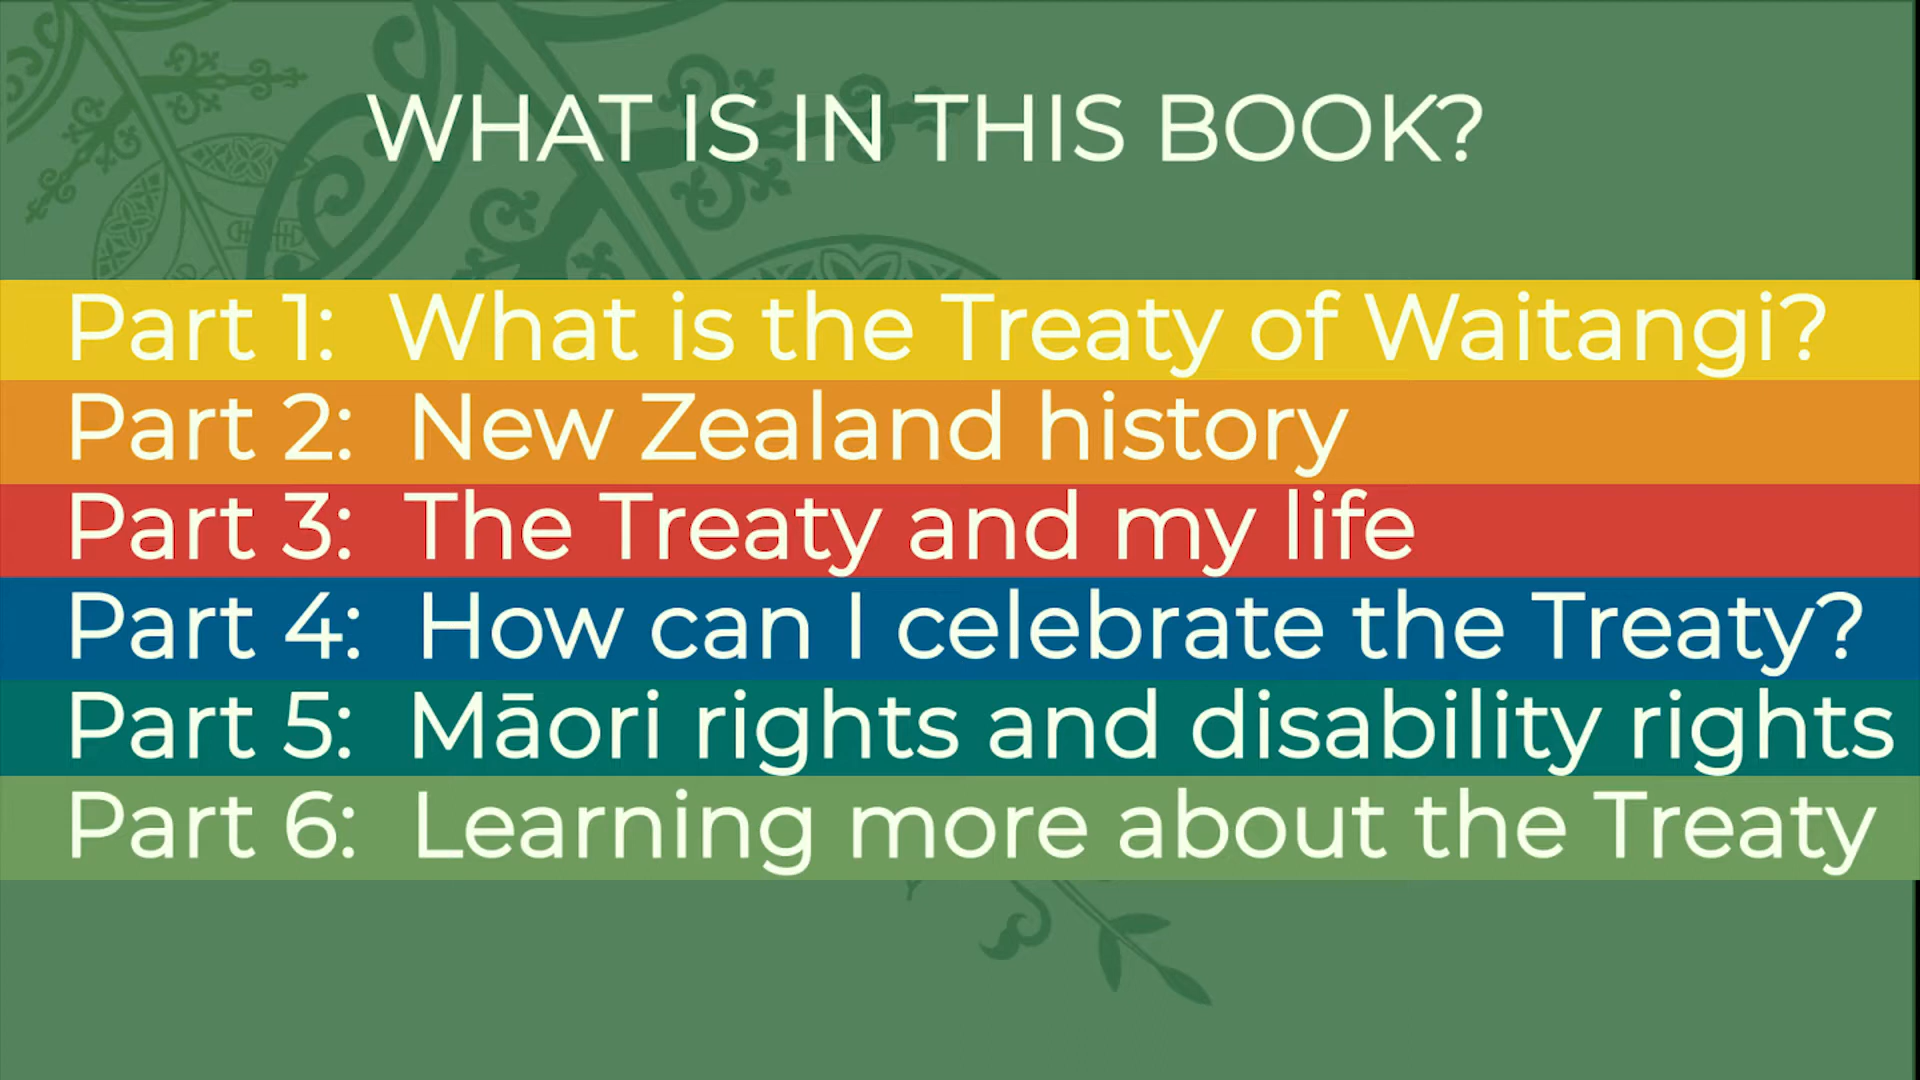 WHAT IS IN THIS BOOK?
Part 1: What is the Treaty of Waitangi?
Part 2: New Zealand history
Part 3: The Treaty and my life
Part 4: How can I celebrate the Treaty?
Part 5: Māori rights and disability rights
Part 6: Learning more about the Treaty